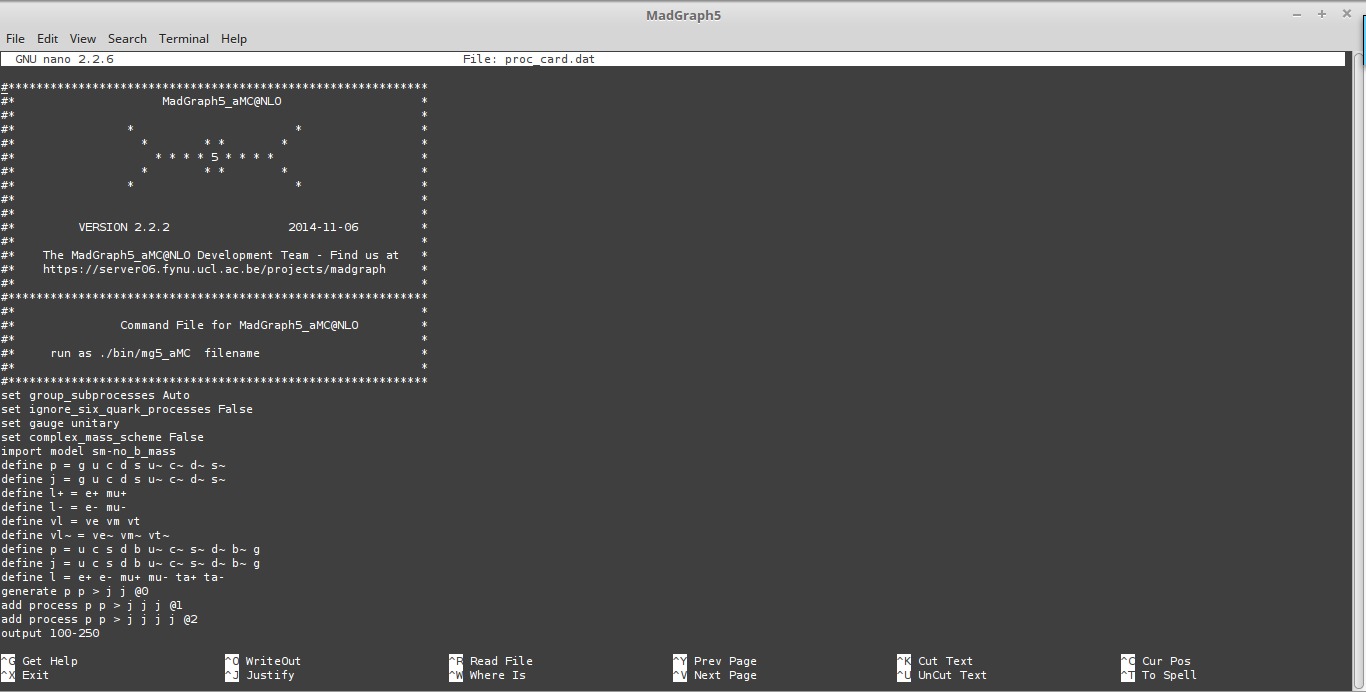 MadGraph5
File Edit View Search Terminal Help
GNU nano 2.2.6 File: proc_card.dat
#************************************************************
#* MadGraph5_aMC@NLO *
#* *
#* * * *
#* * * * * *
#* * * * * 5 * * * * *
#* * * * * *
#* * * *
#* *
#* *
#* VERSION 2.2.2 2014-11-06 *
#* *
#* The MadGraph5_aMC@NLO Development Team - Find us at *
#* https://server06.fynu.ucl.ac.be/projects/madgraph *
#* *
#************************************************************
#* *
#* Command File for MadGraph5_aMC@NLO *
#* *
#* run as ./bin/mg5_aMC filename *
#* *
#************************************************************
set group_subprocesses Auto
set ignore_six_quark_processes False
set gauge unitary
set complex_mass_scheme False
import model sm-no_b_mass
define p = g u c d s u~ c~ d~ s~
define j = g u c d s u~ c~ d~ s~
define l+ = e+ mu+
define l- = e- mu-
define vl = ve vm vt
define vl~ = ve~ vm~ vt~
define p = u c s d b u~ c~ s~ d~ b~ g
define j = u c s d b u~ c~ s~ d~ b~ g
define l = e+ e- mu+ mu- ta+ ta-
generate p p > j j @0
add process p p > j j j @1
add process p p > j j j j @2
output 100-250
^G Get Help ^O WriteOut ^R Read File ^Y Prev Page ^K Cut Text ^C Cur Pos
^X Exit ^J Justify ^W Where Is ^V Next Page ^U UnCut Text ^T To Spell